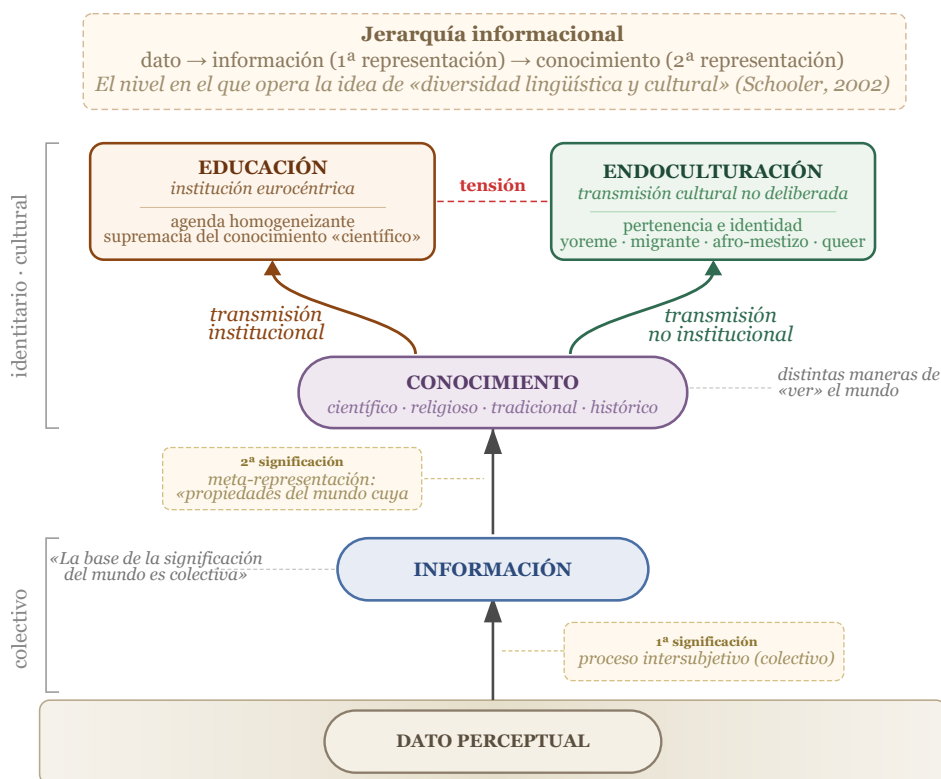 Jerarquía informacional
dato → información (1ª representación) → conocimiento (2ª representación)
El nivel en el que opera la idea de «diversidad lingüística y cultural» (Schooler, 2002)
EDUCACIÓN
institución eurocéntrica
agenda homogeneizante
supremacía del conocimiento «científico»
tensión
ENDOCULTURACIÓN
transmisión cultural no deliberada
pertenencia e identidad
yoreme · migrante · afro-mestizo · queer
identitario · cultural
transmisión
institucional
transmisión
no institucional
CONOCIMIENTO
científico · religioso · tradicional · histórico
distintas maneras de
«ver» el mundo
2ª significación
meta-representación:
«propiedades del mundo cuya
colectivo
«La base de la significación
del mundo es colectiva»
INFORMACIÓN
1ª significación
proceso intersubjetivo (colectivo)
DATO PERCEPTUAL